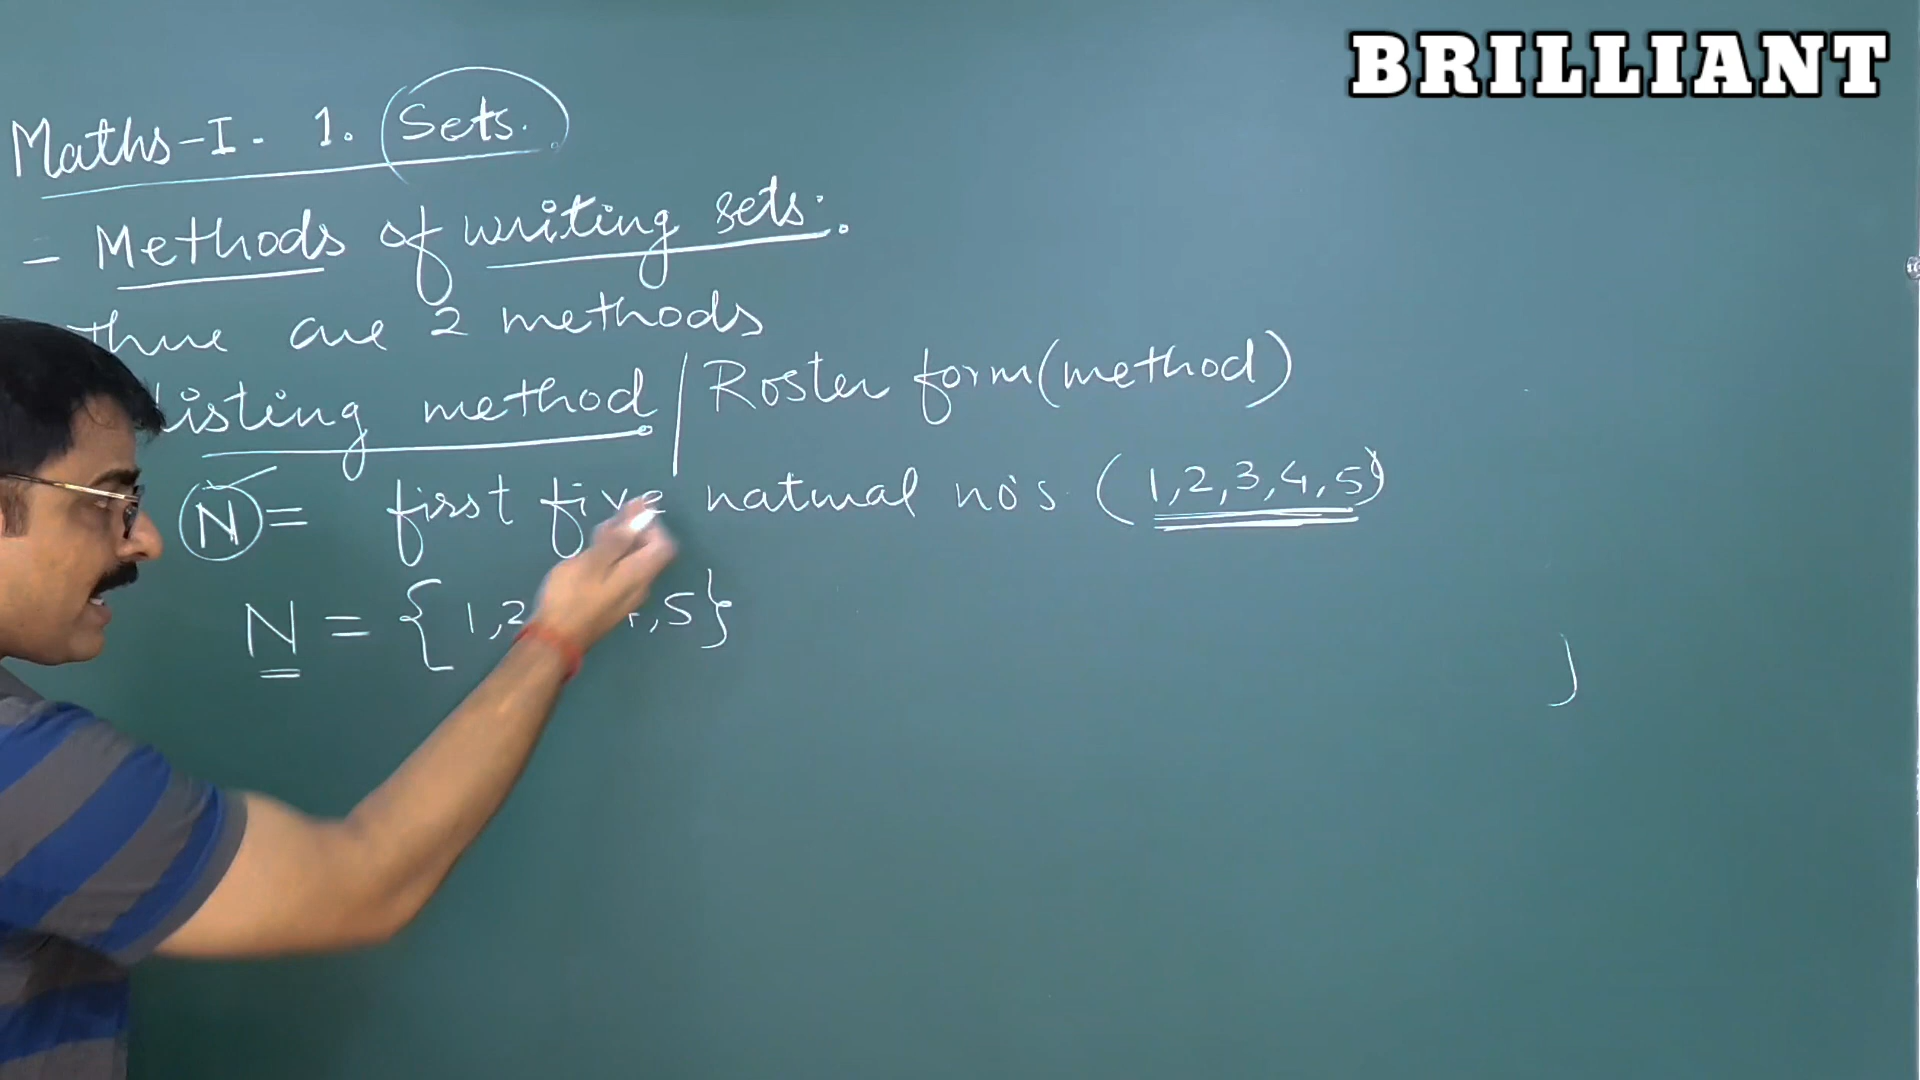 BRILLIANT
Maths-I. 1. Sets.
- Methods of writing sets.
There are 2 methods
Listing method / Roster form (method)
N = first five natural no's (1,2,3,4,5)
N = {1,2 ,5}